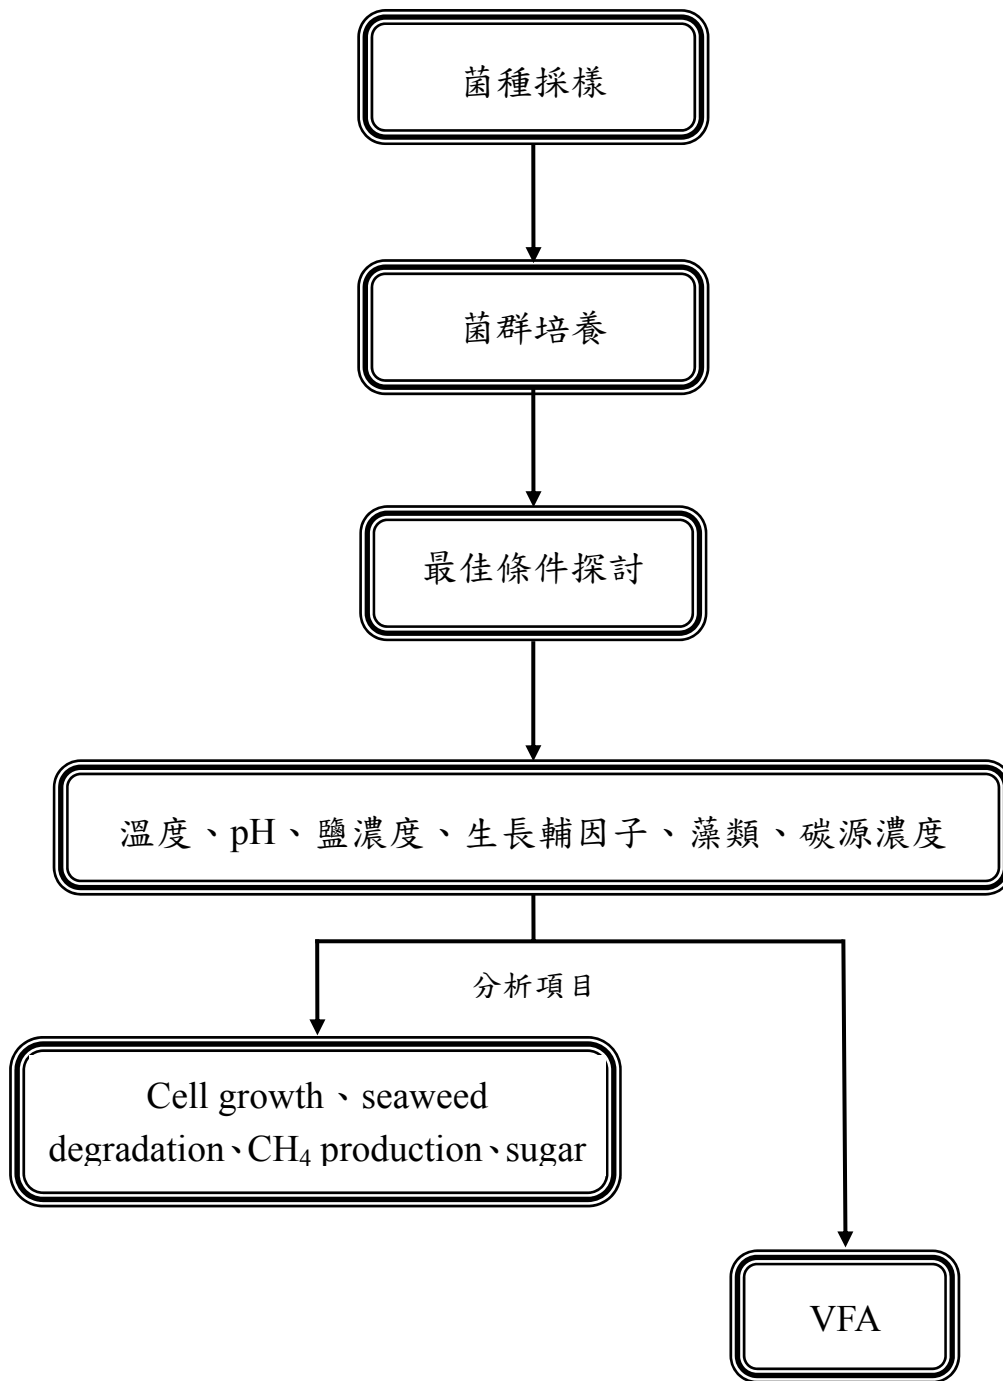 菌種採樣
菌群培養
最佳條件探討
溫度、pH、鹽濃度、生長輔因子、藻類、碳源濃度
分析項目
Cell growth、seaweed
degradation、CH₄ production、sugar
VFA